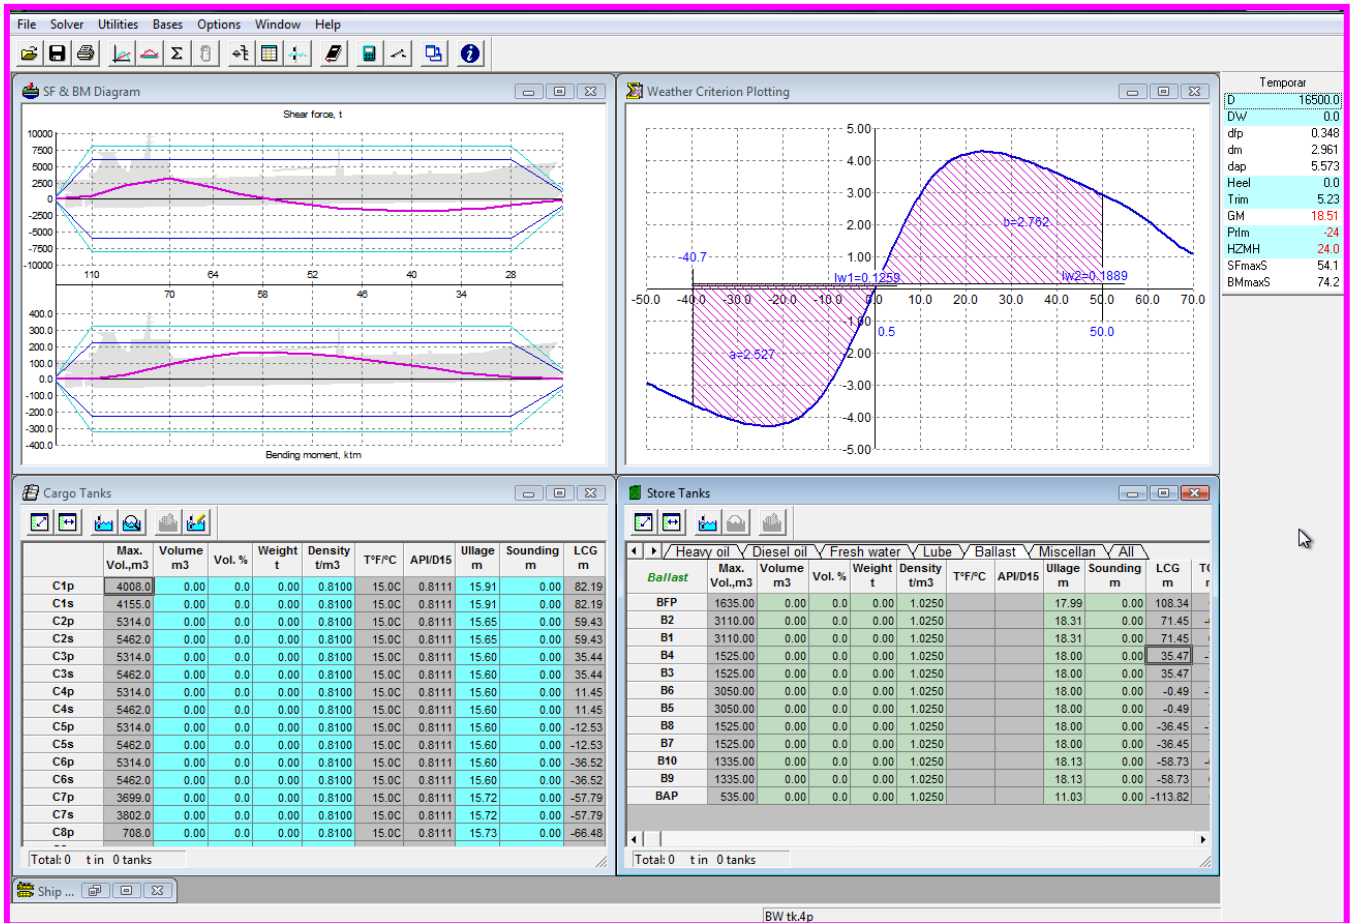 File Solver Utilities Bases Options Window Help
SF & BM Diagram
Shear force, t
10000
7500
5000
2500
0
-2500
-5000
-7500
-10000
110 64 52 40 28
70 58 46 34
400.0
300.0
200.0
100.0
0.0
-100.0
-200.0
-300.0
-400.0
Bending moment, ktm
Weather Criterion Plotting
5.00
4.00
3.00
2.00
1.00
-1.00
-2.00
-3.00
-4.00
-5.00
-50.0 -40.0 -30.0 -20.0 -10.0 0.0 10.0 20.0 30.0 40.0 50.0 60.0 70.0
-40.7
lw1=0.1259
lw2=0.1889
b=2.762
a=2.527
0.5
50.0
Temporar
D 16500.0
DW 0.0
dfp 0.348
dm 2.961
dap 5.573
Heel 0.0
Trim 5.23
GM 18.51
Prlm -24
HZMH 24.0
SFmaxS 54.1
BMmaxS 74.2
Cargo Tanks
Max. Vol.,m3 Volume m3 Vol. % Weight t Density t/m3 T°F/°C API/D15 Ullage m Sounding m LCG m
C1p 4008.0 0.00 0.0 0.00 0.8100 15.0C 0.8111 15.91 0.00 82.19
C1s 4155.0 0.00 0.0 0.00 0.8100 15.0C 0.8111 15.91 0.00 82.19
C2p 5314.0 0.00 0.0 0.00 0.8100 15.0C 0.8111 15.65 0.00 59.43
C2s 5462.0 0.00 0.0 0.00 0.8100 15.0C 0.8111 15.65 0.00 59.43
C3p 5314.0 0.00 0.0 0.00 0.8100 15.0C 0.8111 15.60 0.00 35.44
C3s 5462.0 0.00 0.0 0.00 0.8100 15.0C 0.8111 15.60 0.00 35.44
C4p 5314.0 0.00 0.0 0.00 0.8100 15.0C 0.8111 15.60 0.00 11.45
C4s 5462.0 0.00 0.0 0.00 0.8100 15.0C 0.8111 15.60 0.00 11.45
C5p 5314.0 0.00 0.0 0.00 0.8100 15.0C 0.8111 15.60 0.00 -12.53
C5s 5462.0 0.00 0.0 0.00 0.8100 15.0C 0.8111 15.60 0.00 -12.53
C6p 5314.0 0.00 0.0 0.00 0.8100 15.0C 0.8111 15.60 0.00 -36.52
C6s 5462.0 0.00 0.0 0.00 0.8100 15.0C 0.8111 15.60 0.00 -36.52
C7p 3699.0 0.00 0.0 0.00 0.8100 15.0C 0.8111 15.72 0.00 -57.79
C7s 3802.0 0.00 0.0 0.00 0.8100 15.0C 0.8111 15.72 0.00 -57.79
C8p 708.0 0.00 0.0 0.00 0.8100 15.0C 0.8111 15.73 0.00 -66.48
Total: 0 t in 0 tanks
Store Tanks
Heavy oil Diesel oil Fresh water Lube Ballast Miscellan All
Ballast Max. Vol.,m3 Volume m3 Vol. % Weight t Density t/m3 T°F/°C API/D15 Ullage m Sounding m LCG m
BFP 1635.00 0.00 0.0 0.00 1.0250 17.99 0.00 108.34
B2 3110.00 0.00 0.0 0.00 1.0250 18.31 0.00 71.45
B1 3110.00 0.00 0.0 0.00 1.0250 18.31 0.00 71.45
B4 1525.00 0.00 0.0 0.00 1.0250 18.00 0.00 35.47
B3 1525.00 0.00 0.0 0.00 1.0250 18.00 0.00 35.47
B6 3050.00 0.00 0.0 0.00 1.0250 18.00 0.00 -0.49
B5 3050.00 0.00 0.0 0.00 1.0250 18.00 0.00 -0.49
B8 1525.00 0.00 0.0 0.00 1.0250 18.00 0.00 -36.45
B7 1525.00 0.00 0.0 0.00 1.0250 18.00 0.00 -36.45
B10 1335.00 0.00 0.0 0.00 1.0250 18.13 0.00 -58.73
B9 1335.00 0.00 0.0 0.00 1.0250 18.13 0.00 -58.73
BAP 535.00 0.00 0.0 0.00 1.0250 11.03 0.00 -113.82
Total: 0 t in 0 tanks
Ship ...
BW tk.4p